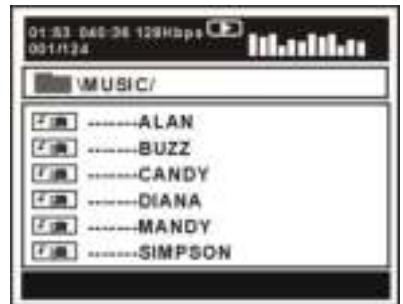 01:53 040:36 128Kbps
001/124
\MUSIC/
-------ALAN
-------BUZZ
-------CANDY
-------DIANA
-------MANDY
-------SIMPSON